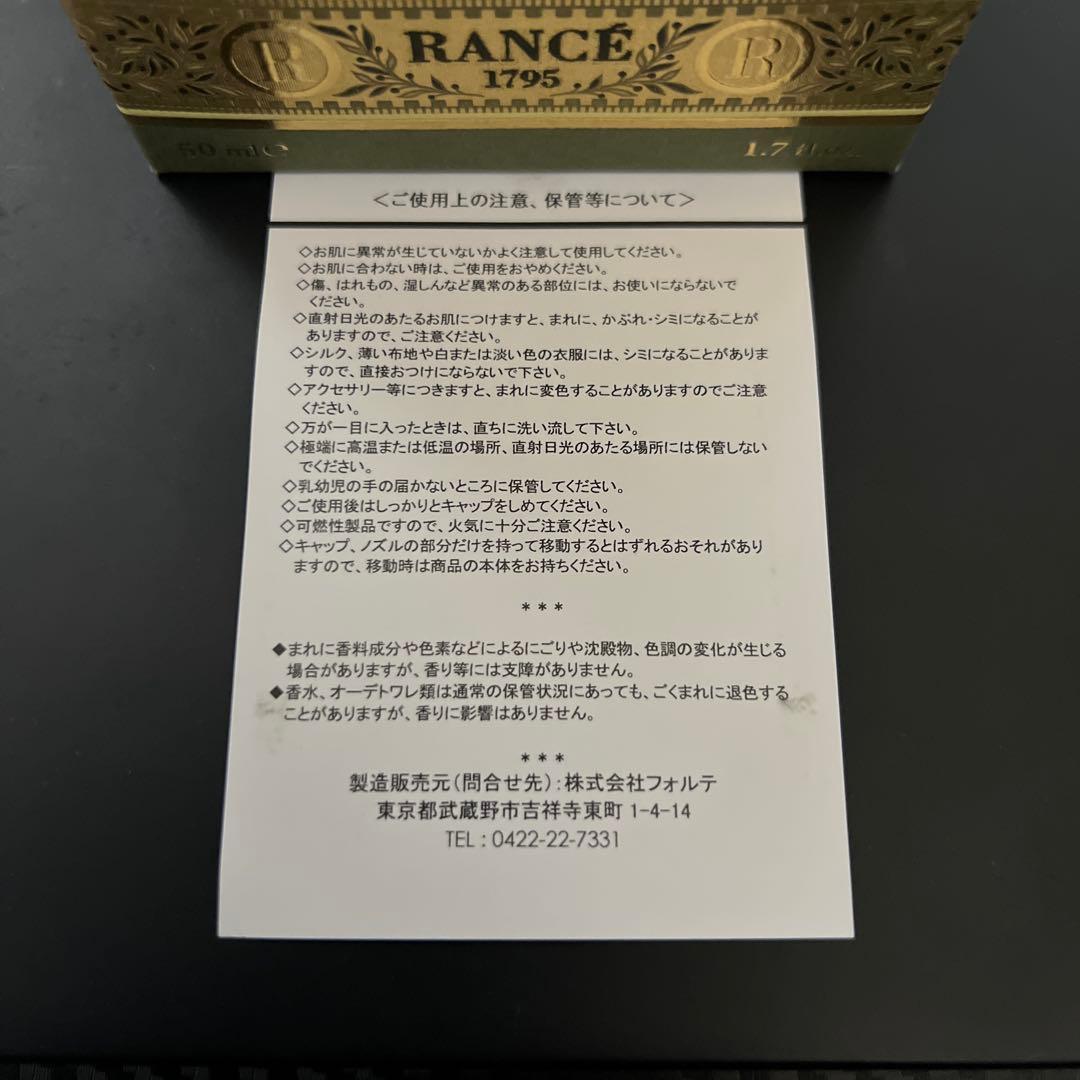 R RANCÉ R
1795
50 ml e 1.7 fl.oz.
＜ご使用上の注意、保管等について＞
◇お肌に異常が生じていないかよく注意して使用してください。
◇お肌に合わない時は、ご使用をおやめください。
◇傷、はれもの、湿しんなど異常のある部位には、お使いにならないで
ください。
◇直射日光のあたるお肌につけますと、まれに、かぶれ・シミになることが
ありますので、ご注意ください。
◇シルク、薄い布地や白または淡い色の衣服には、シミになることがありま
すので、直接おつけにならないで下さい。
◇アクセサリー等につきますと、まれに変色することがありますのでご注意
ください。
◇万が一目に入ったときは、直ちに洗い流して下さい。
◇極端に高温または低温の場所、直射日光のあたる場所には保管しない
でください。
◇乳幼児の手の届かないところに保管してください。
◇ご使用後はしっかりとキャップをしめてください。
◇可燃性製品ですので、火気に十分ご注意ください。
◇キャップ、ノズルの部分だけを持って移動するとはずれるおそれがあり
ますので、移動時は商品の本体をお持ちください。
＊＊＊
◆まれに香料成分や色素などによるにごりや沈殿物、色調の変化が生じる
場合がありますが、香り等には支障がありません。
◆香水、オーデトワレ類は通常の保管状況にあっても、ごくまれに退色する
ことがありますが、香りに影響はありません。
＊＊＊
製造販売元（問合せ先）：株式会社フォルテ
東京都武蔵野市吉祥寺東町 1-4-14
TEL : 0422-22-7331